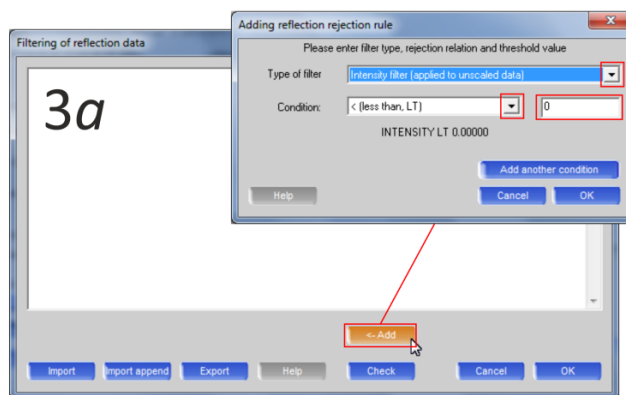 Filtering of reflection data
3a
<- Add
Import Import append Export Help Check Cancel OK
Adding reflection rejection rule
Please enter filter type, rejection relation and threshold value
Type of filter Intensity filter (applied to unscaled data)
Condition: < (less than, LT) 0
INTENSITY LT 0.00000
Add another condition
Help Cancel OK